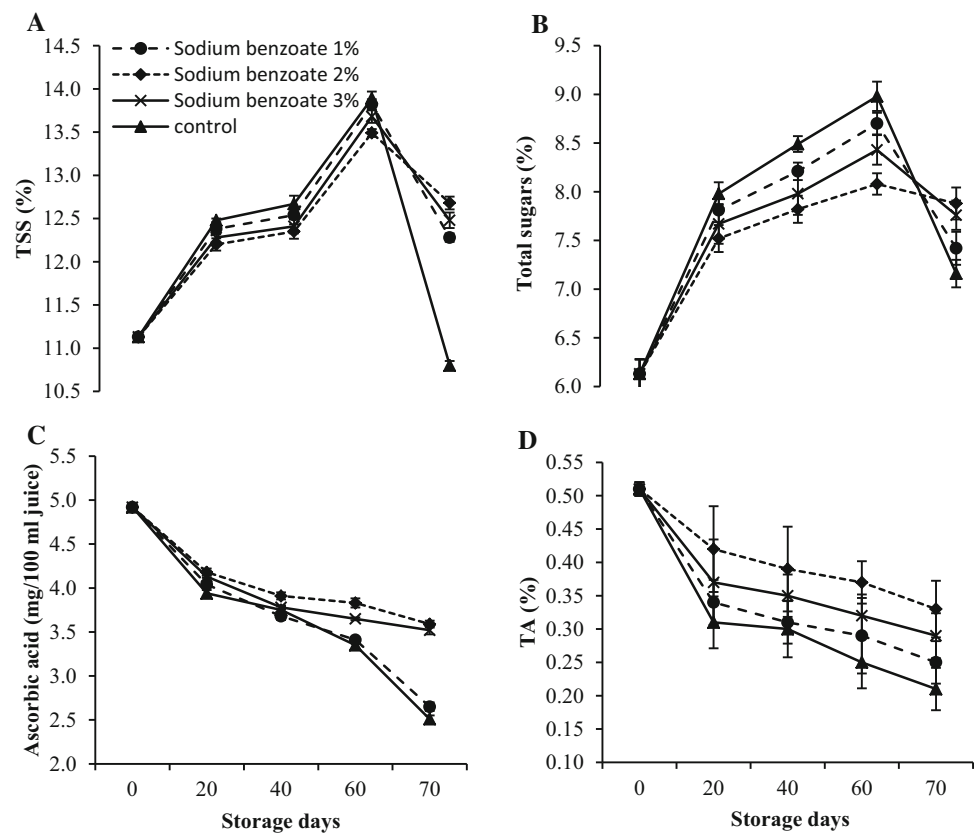 A
TSS (%)
14.5
14.0
13.5
13.0
12.5
12.0
11.5
11.0
10.5
Sodium benzoate 1%
Sodium benzoate 2%
Sodium benzoate 3%
control
B
Total sugars (%)
9.5
9.0
8.5
8.0
7.5
7.0
6.5
6.0
C
Ascorbic acid (mg/100 ml juice)
5.5
5.0
4.5
4.0
3.5
3.0
2.5
2.0
0 20 40 60 70
Storage days
D
TA (%)
0.55
0.50
0.45
0.40
0.35
0.30
0.25
0.20
0.15
0.10
0 20 40 60 70
Storage days